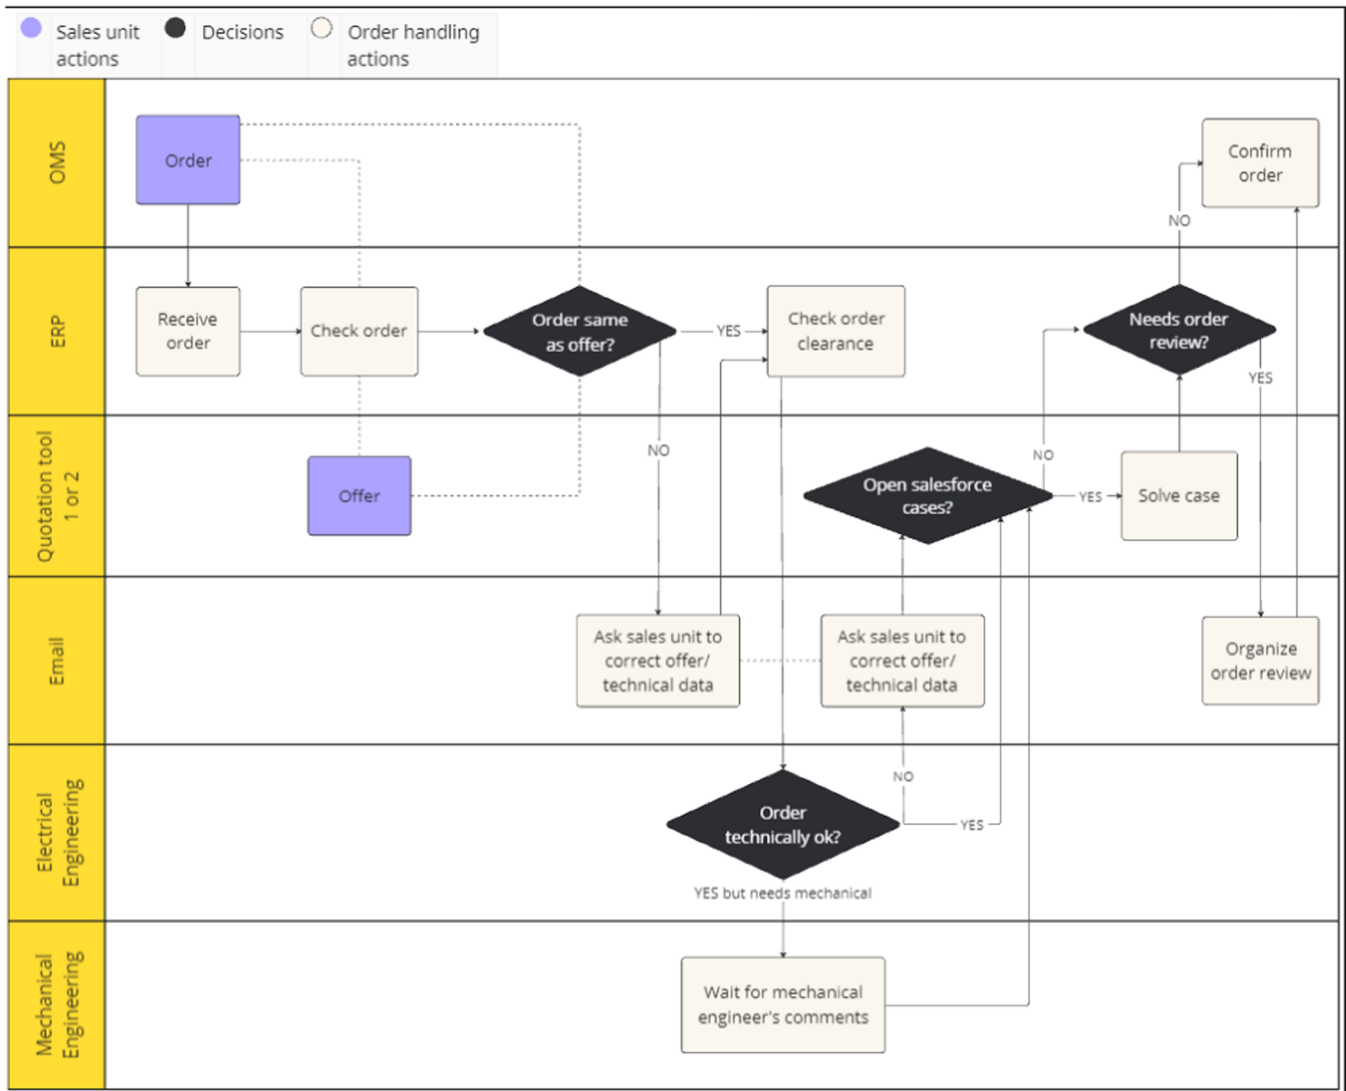 Sales unit
actions
Decisions
Order handling
actions
OMS
Order
Confirm
order
NO
ERP
Receive
order
Check order
Order same
as offer?
YES
Check order
clearance
Needs order
review?
YES
Quotation tool
1 or 2
Offer
NO
Open salesforce
cases?
NO
YES
Solve case
Email
Ask sales unit to
correct offer/
technical data
Ask sales unit to
correct offer/
technical data
Organize
order review
Electrical
Engineering
Order
technically ok?
NO
YES
YES but needs mechanical
Mechanical
Engineering
Wait for mechanical
engineer's comments